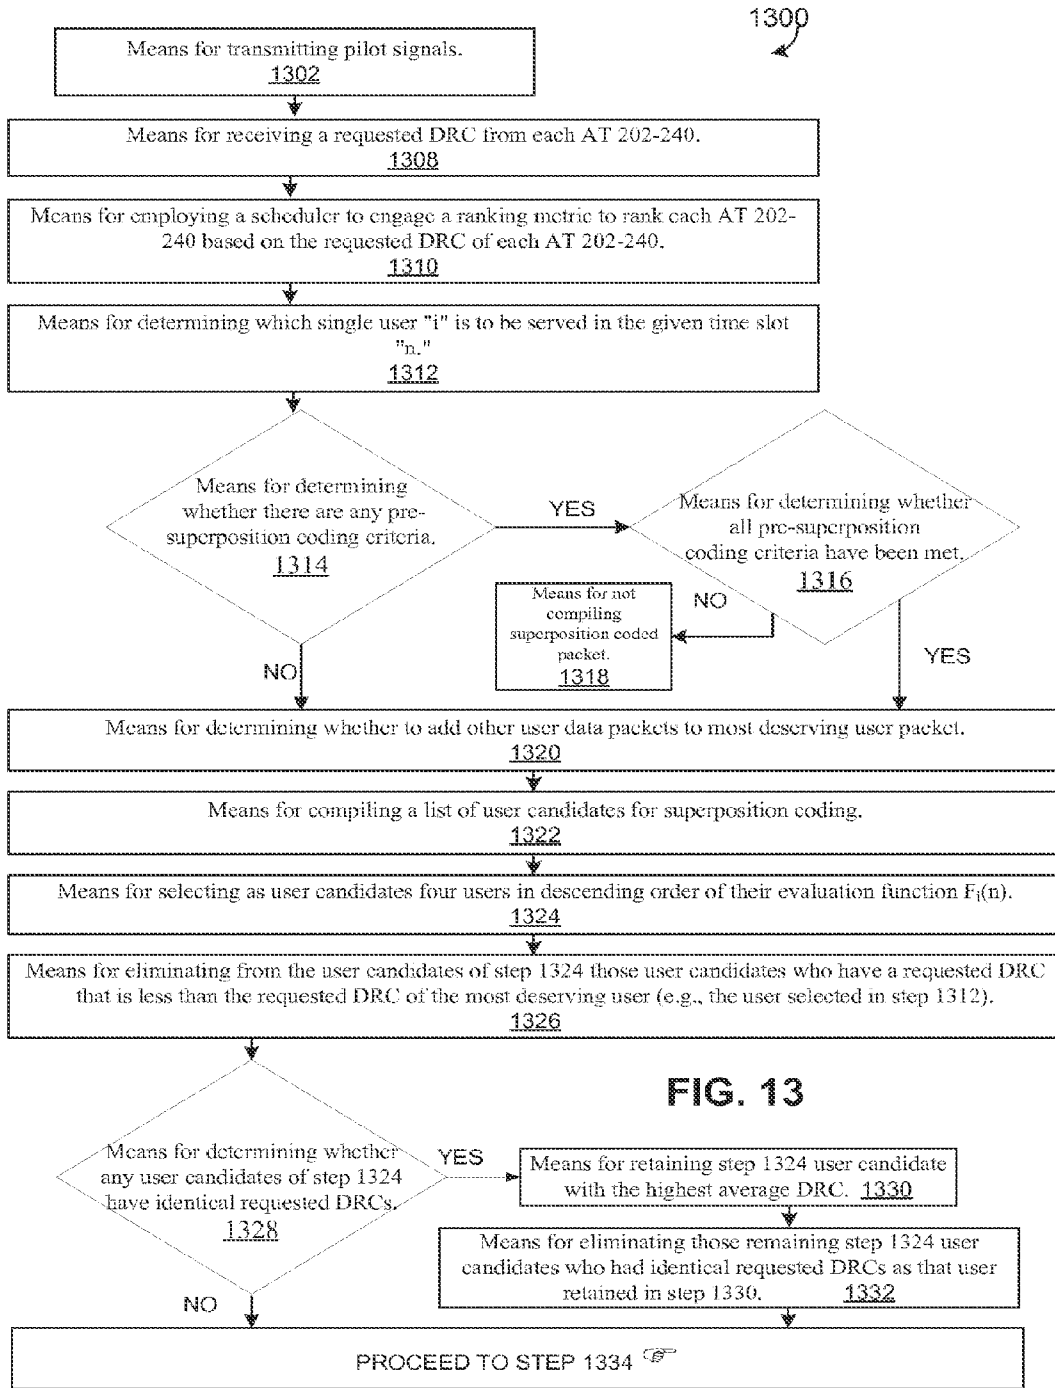 1300
Means for transmitting pilot signals.
1302
Means for receiving a requested DRC from each AT 202-240.
1308
Means for employing a scheduler to engage a ranking metric to rank each AT 202-
240 based on the requested DRC of each AT 202-240.
1310
Means for determining which single user "i" is to be served in the given time slot
"n."
1312
Means for determining
whether there are any pre-
superposition coding criteria.
1314
YES
Means for determining whether
all pre-superposition
coding criteria have been met.
1316
NO
Means for not
compiling
superposition coded
packet.
1318
NO
YES
Means for determining whether to add other user data packets to most deserving user packet.
1320
Means for compiling a list of user candidates for superposition coding.
1322
Means for selecting as user candidates four users in descending order of their evaluation function Fi(n).
1324
Means for eliminating from the user candidates of step 1324 those user candidates who have a requested DRC
that is less than the requested DRC of the most deserving user (e.g., the user selected in step 1312).
1326
FIG. 13
Means for determining whether
any user candidates of step 1324
have identical requested DRCs.
1328
YES
Means for retaining step 1324 user candidate
with the highest average DRC. 1330
Means for eliminating those remaining step 1324 user
candidates who had identical requested DRCs as that user
retained in step 1330. 1332
NO
PROCEED TO STEP 1334 ☞